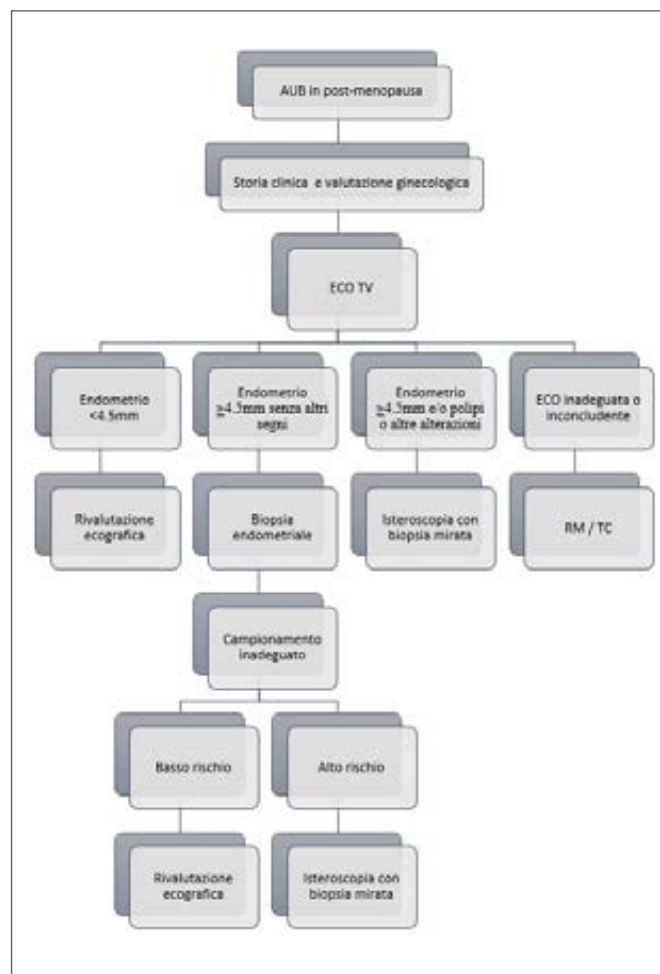 AUB in post-menopausa
Storia clinica e valutazione ginecologica
ECO TV
Endometrio
<4.5mm
Endometrio
≥4.5mm senza altri
segni
Endometrio
≥4.5mm e/o polipi
o altre alterazioni
ECO inadeguata o
inconcludente
Rivalutazione
ecografica
Biopsia
endometriale
Isteroscopia con
biopsia mirata
RM / TC
Campionamento
inadeguato
Basso rischio
Alto rischio
Rivalutazione
ecografica
Isteroscopia con
biopsia mirata